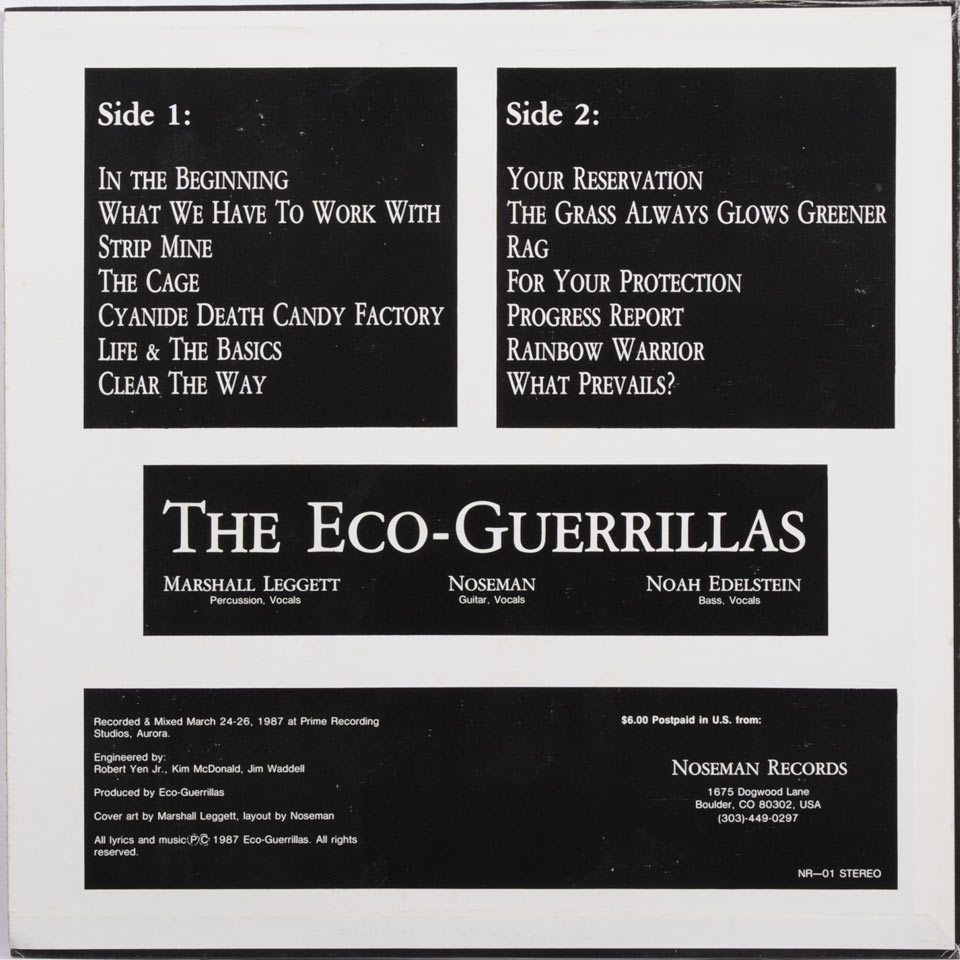 Side 1:
IN THE BEGINNING
WHAT WE HAVE TO WORK WITH
STRIP MINE
THE CAGE
CYANIDE DEATH CANDY FACTORY
LIFE & THE BASICS
CLEAR THE WAY
Side 2:
YOUR RESERVATION
THE GRASS ALWAYS GLOWS GREENER
RAG
FOR YOUR PROTECTION
PROGRESS REPORT
RAINBOW WARRIOR
WHAT PREVAILS?
THE ECO-GUERRILLAS
MARSHALL LEGGETT
Percussion, Vocals
NOSEMAN
Guitar, Vocals
NOAH EDELSTEIN
Bass, Vocals
Recorded & Mixed March 24-26, 1987 at Prime Recording
Studios, Aurora.
Engineered by:
Robert Yen Jr., Kim McDonald, Jim Waddell
Produced by Eco-Guerrillas
Cover art by Marshall Leggett, layout by Noseman
All lyrics and music ℗© 1987 Eco-Guerrillas. All rights
reserved.
$6.00 Postpaid in U.S. from:
NOSEMAN RECORDS
1675 Dogwood Lane
Boulder, CO 80302, USA
(303)-449-0297
NR—01 STEREO